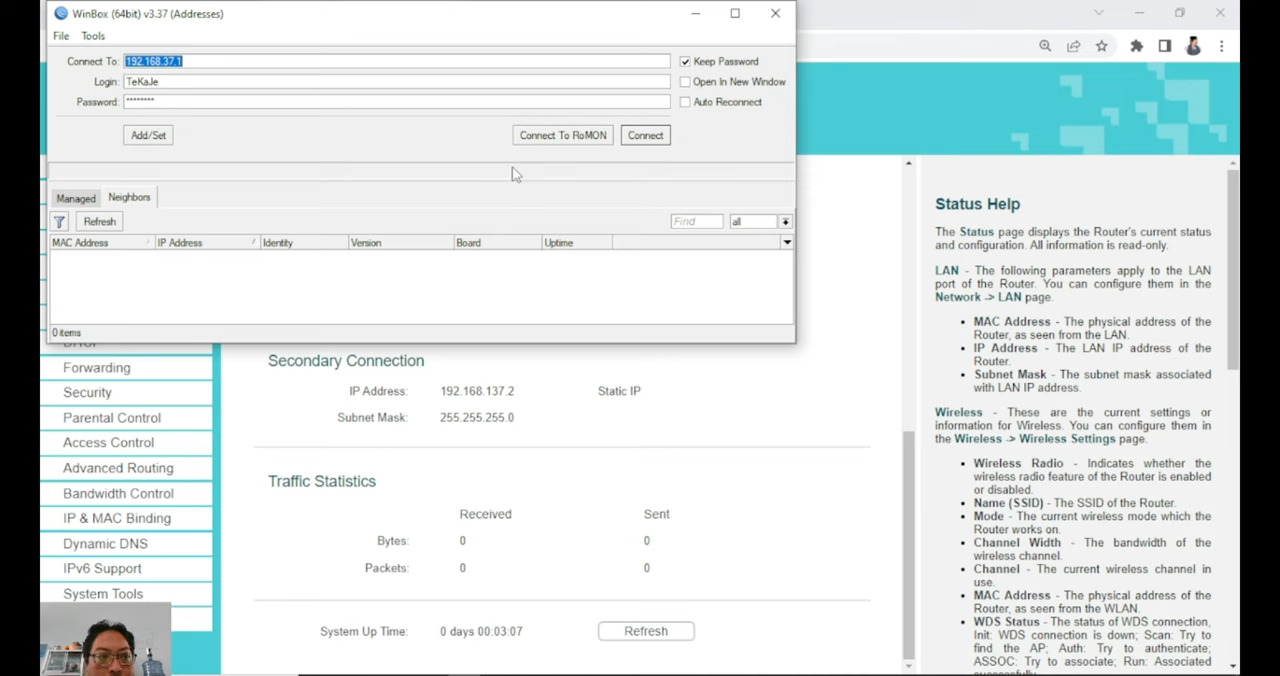 WinBox (64bit) v3.37 (Addresses)
File Tools
Connect To: 192.168.37.1
Keep Password
Login: TeKaJe
Open In New Window
Password: ********
Auto Reconnect
Add/Set
Connect To RoMON
Connect
Managed
Neighbors
Refresh
Find
all
MAC Address IP Address Identity Version Board Uptime
0 items
DHCP
Forwarding
Security
Parental Control
Access Control
Advanced Routing
Bandwidth Control
IP & MAC Binding
Dynamic DNS
IPv6 Support
System Tools
Secondary Connection
IP Address: 192.168.137.2 Static IP
Subnet Mask: 255.255.255.0
Traffic Statistics
Received Sent
Bytes: 0 0
Packets: 0 0
System Up Time: 0 days 00:03:07 Refresh
Status Help
The Status page displays the Router's current status
and configuration. All information is read-only.
LAN - The following parameters apply to the LAN
port of the Router. You can configure them in the
Network -> LAN page.
• MAC Address - The physical address of the
Router, as seen from the LAN.
• IP Address - The LAN IP address of the
Router.
• Subnet Mask - The subnet mask associated
with LAN IP address.
Wireless - These are the current settings or
information for Wireless. You can configure them in
the Wireless -> Wireless Settings page.
• Wireless Radio - Indicates whether the
wireless radio feature of the Router is enabled
or disabled.
• Name (SSID) - The SSID of the Router.
• Mode - The current wireless mode which the
Router works on.
• Channel Width - The bandwidth of the
wireless channel.
• Channel - The current wireless channel in
use.
• MAC Address - The physical address of the
Router, as seen from the WLAN.
• WDS Status - The status of WDS connection,
Init: WDS connection is down; Scan: Try to
find the AP; Auth: Try to authenticate;
ASSOC: Try to associate; Run: Associated
successfully.